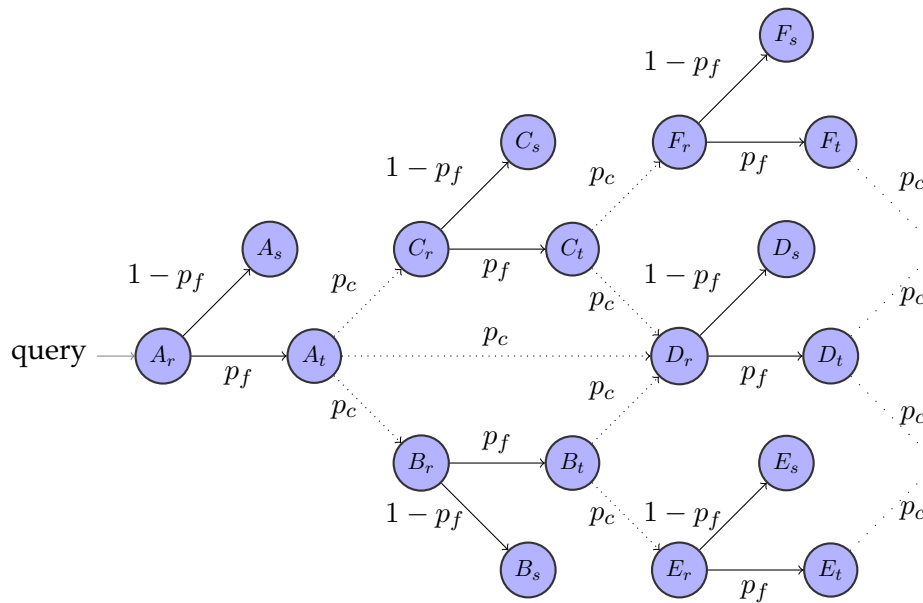 F_s
1 − p_f
C_s
F_r
F_t
p_f
1 − p_f
p_c
p_c
A_s
C_r
C_t
D_s
p_f
1 − p_f
1 − p_f
p_c
p_c
p_c
p_c
query
A_r
A_t
D_r
D_t
p_f
p_f
p_c
p_c
p_c
p_f
B_r
B_t
E_s
1 − p_f
p_c
1 − p_f
p_c
B_s
E_r
E_t
p_f